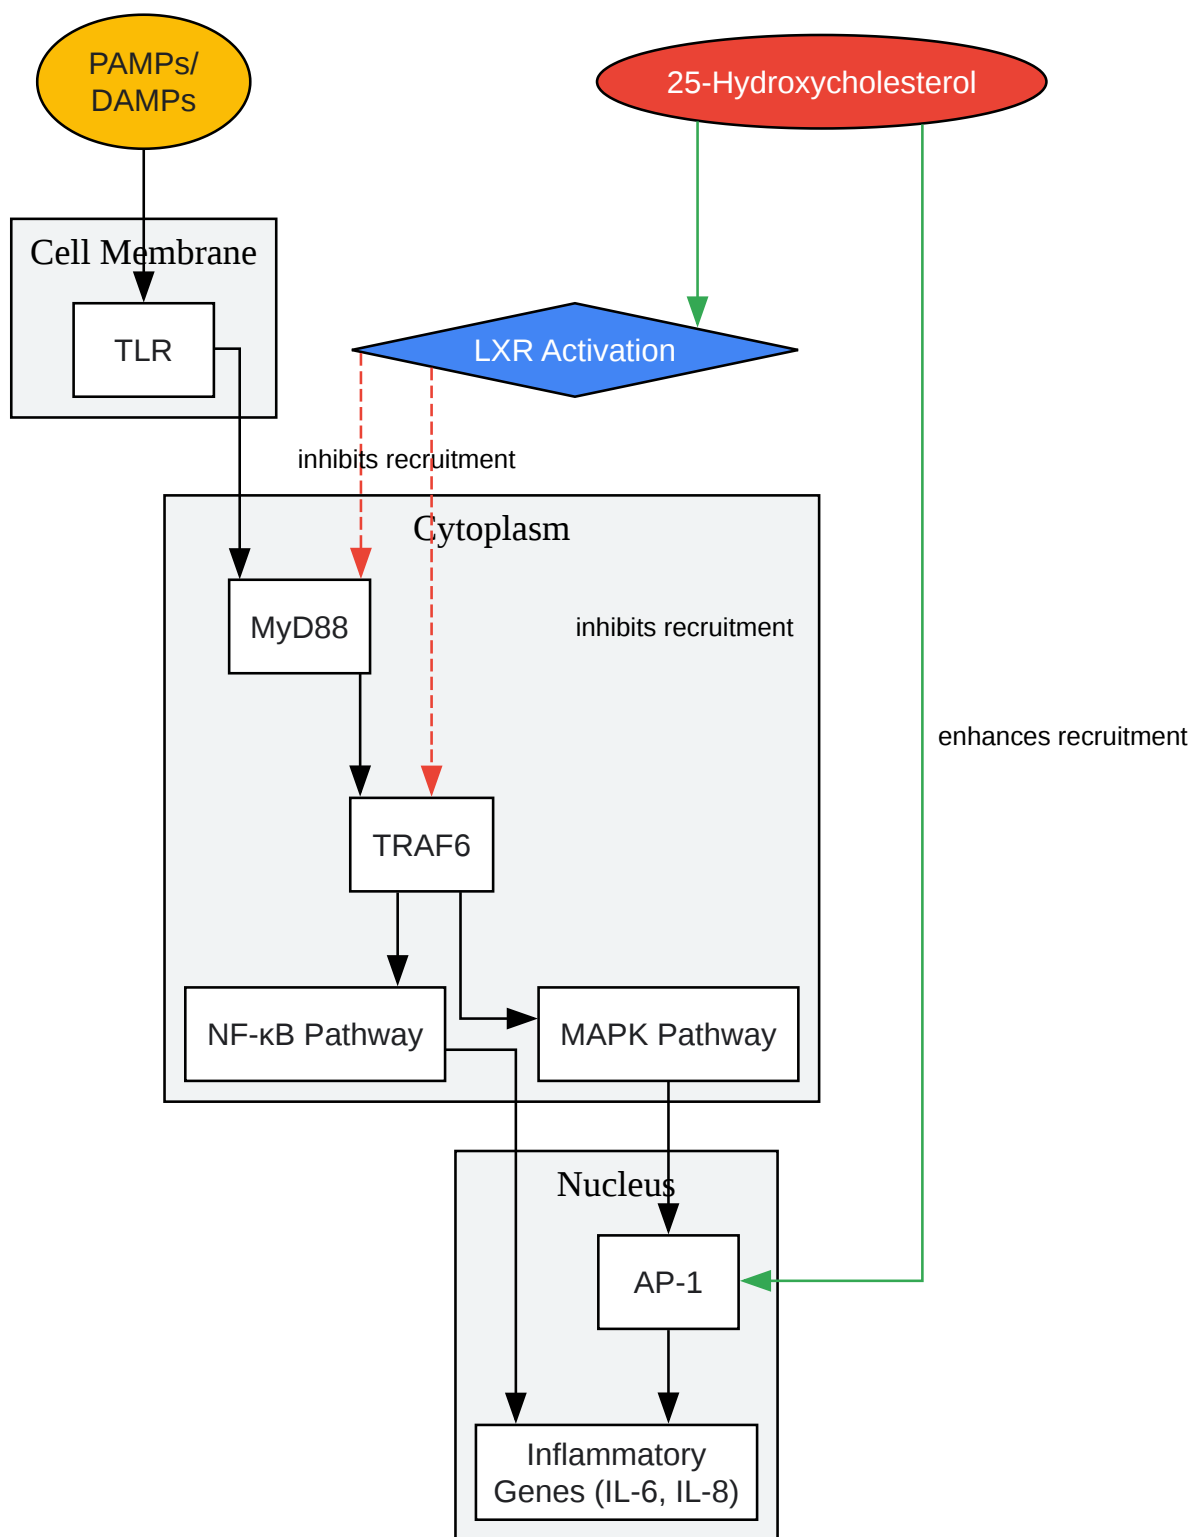 PAMPs/
DAMPs
25-Hydroxycholesterol
Cell Membrane
TLR
LXR Activation
inhibits recruitment
Cytoplasm
MyD88
inhibits recruitment
enhances recruitment
TRAF6
NF-κB Pathway
MAPK Pathway
Nucleus
AP-1
Inflammatory
Genes (IL-6, IL-8)